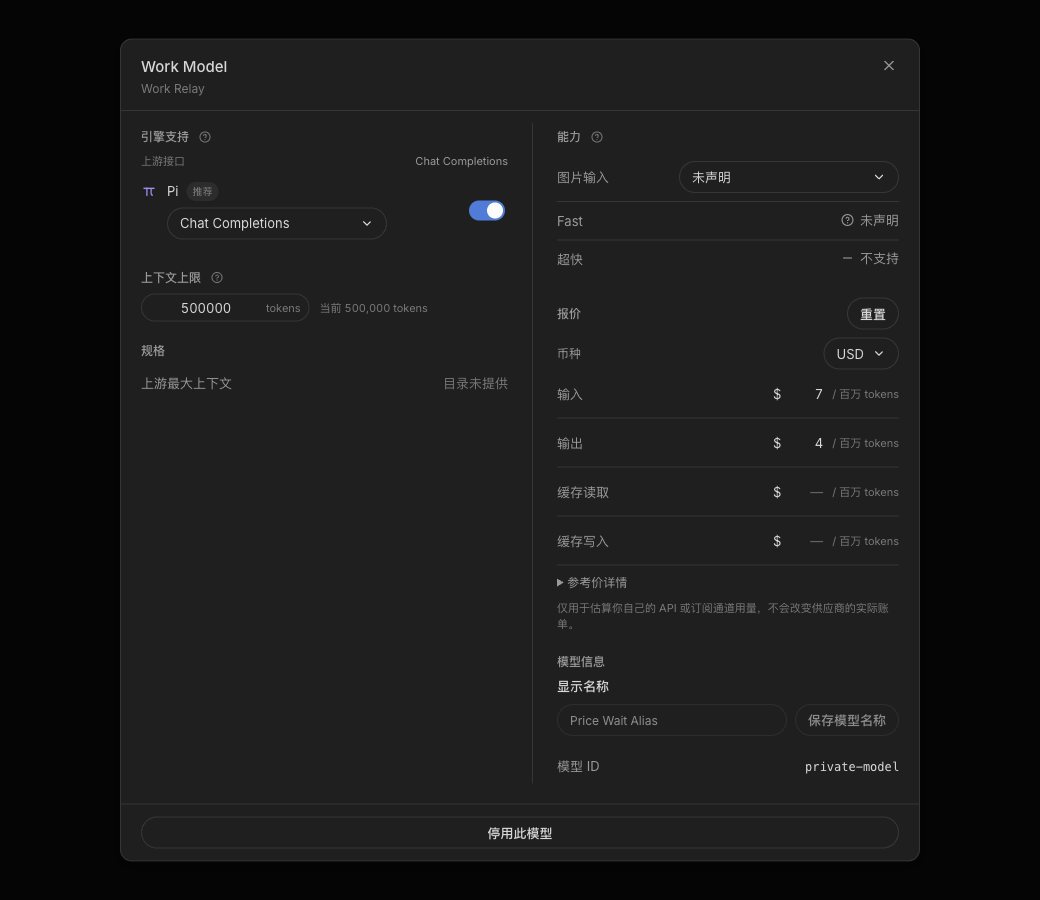 Work Model
Work Relay
引擎支持
上游接口 Chat Completions
Pi 推荐
Chat Completions
上下文上限
500000 tokens 当前 500,000 tokens
规格
上游最大上下文 目录未提供
能力
图片输入 未声明
Fast 未声明
超快 — 不支持
报价 重置
币种 USD
输入 $ 7 / 百万 tokens
输出 $ 4 / 百万 tokens
缓存读取 $ — / 百万 tokens
缓存写入 $ — / 百万 tokens
参考价详情
仅用于估算你自己的 API 或订阅通道用量，不会改变供应商的实际账
单。
模型信息
显示名称
Price Wait Alias 保存模型名称
模型 ID private-model
停用此模型